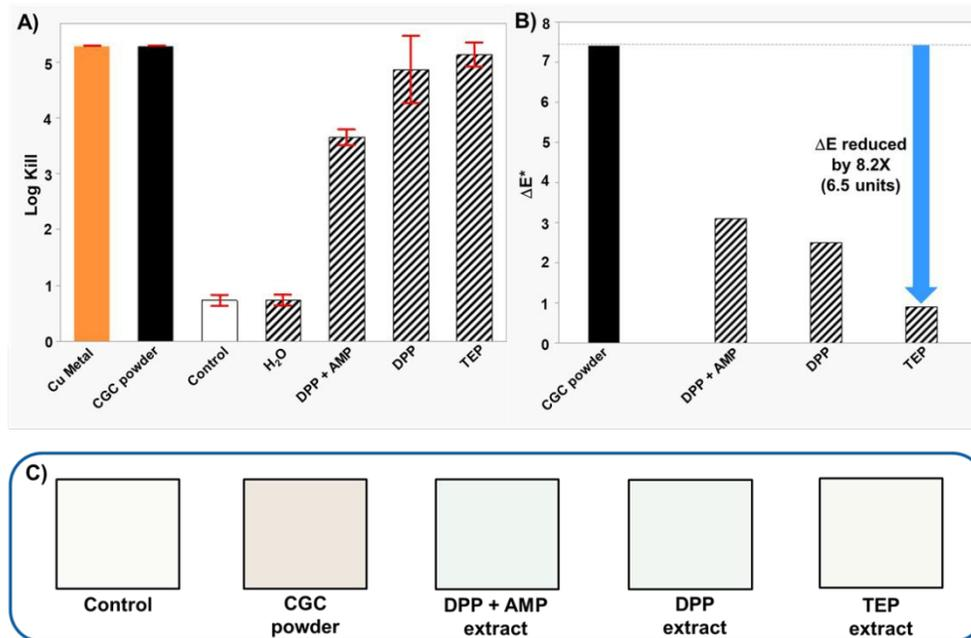 A)
Log Kill
5
4
3
2
1
0
Cu Metal
CGC powder
Control
H₂O
DPP + AMP
DPP
TEP
B)
ΔE*
8
7
6
5
4
3
2
1
0
ΔE reduced
by 8.2X
(6.5 units)
CGC powder
DPP + AMP
DPP
TEP
C)
Control
CGC
powder
DPP + AMP
extract
DPP
extract
TEP
extract